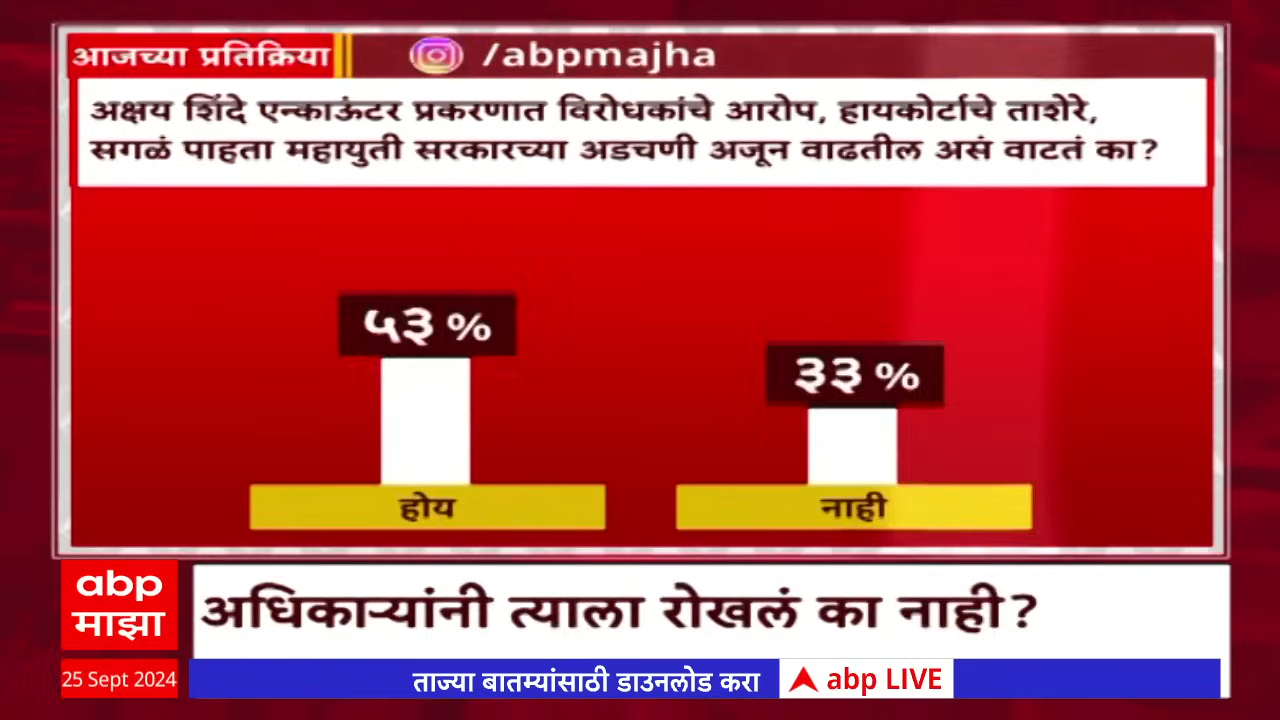 आजच्या प्रतिक्रिया /abpmajha
अक्षय शिंदे एन्काऊंटर प्रकरणात विरोधकांचे आरोप, हायकोर्टाचे ताशेरे,
सगळं पाहता महायुती सरकारच्या अडचणी अजून वाढतील असं वाटतं का?
५३ %
३३ %
होय
नाही
abp
माझा
अधिकाऱ्यांनी त्याला रोखलं का नाही?
25 Sept 2024
ताज्या बातम्यांसाठी डाउनलोड करा abp LIVE